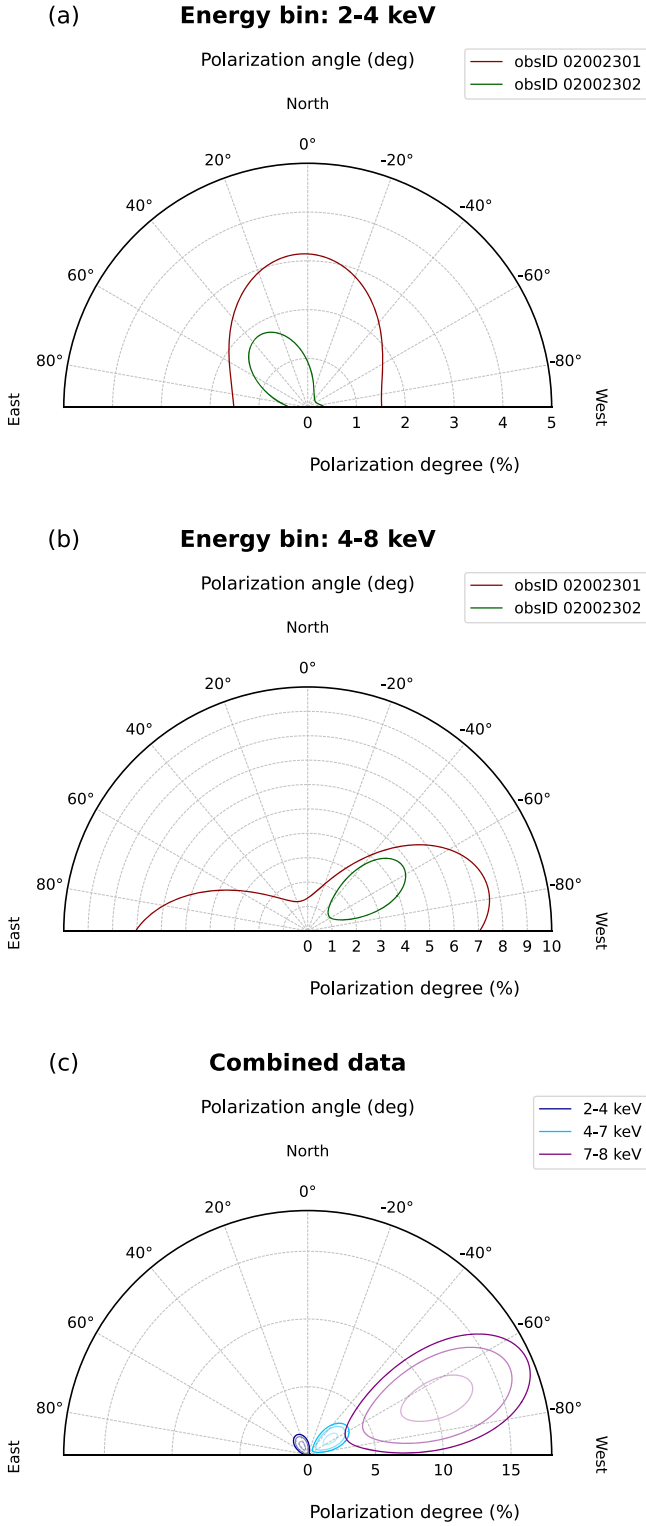 (a) Energy bin: 2-4 keV
Polarization angle (deg)
obsID 02002301
obsID 02002302
North
0°
20° -20°
40° -40°
60° -60°
80° -80°
East West
0 1 2 3 4 5
Polarization degree (%)
(b) Energy bin: 4-8 keV
Polarization angle (deg)
obsID 02002301
obsID 02002302
North
0°
20° -20°
40° -40°
60° -60°
80° -80°
East West
0 1 2 3 4 5 6 7 8 9 10
Polarization degree (%)
(c) Combined data
Polarization angle (deg)
2-4 keV
4-7 keV
7-8 keV
North
0°
20° -20°
40° -40°
60° -60°
80° -80°
East West
0 5 10 15
Polarization degree (%)